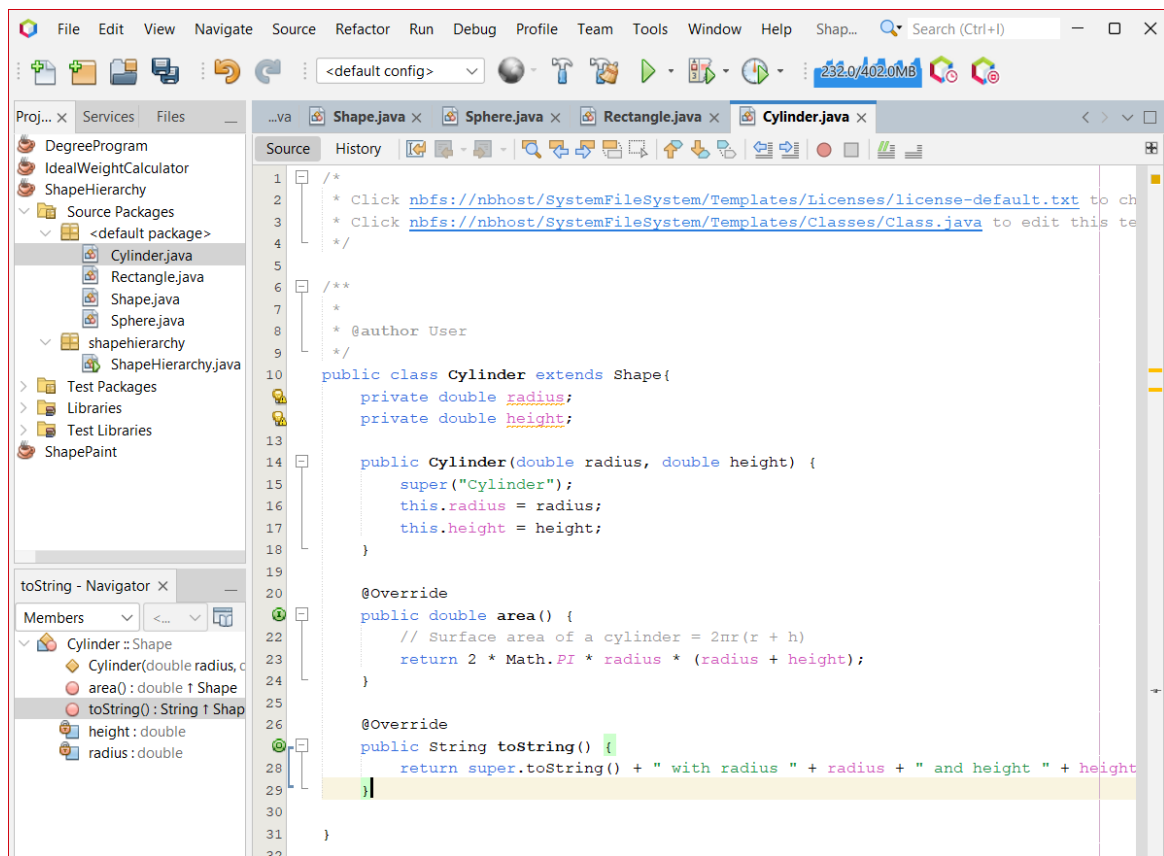 File Edit View Navigate Source Refactor Run Debug Profile Team Tools Window Help Shap... Search (Ctrl+I)
<default config> 232.0/402.0MB
Proj... Services Files
DegreeProgram
IdealWeightCalculator
ShapeHierarchy
Source Packages
<default package>
Cylinder.java
Rectangle.java
Shape.java
Sphere.java
shapehierarchy
ShapeHierarchy.java
Test Packages
Libraries
Test Libraries
ShapePaint
toString - Navigator
Members <...
Cylinder :: Shape
Cylinder(double radius, d
area() : double ↑ Shape
toString() : String ↑ Shap
height : double
radius : double
...va Shape.java Sphere.java Rectangle.java Cylinder.java
Source History
1 /*
2 * Click nbfs://nbhost/SystemFileSystem/Templates/Licenses/license-default.txt to ch
3 * Click nbfs://nbhost/SystemFileSystem/Templates/Classes/Class.java to edit this te
4 */
5
6 /**
7 *
8 * @author User
9 */
10 public class Cylinder extends Shape{
private double radius;
private double height;
13
14 public Cylinder(double radius, double height) {
15 super("Cylinder");
16 this.radius = radius;
17 this.height = height;
18 }
19
20 @Override
public double area() {
22 // Surface area of a cylinder = 2πr(r + h)
23 return 2 * Math.PI * radius * (radius + height);
24 }
25
26 @Override
public String toString() {
28 return super.toString() + " with radius " + radius + " and height " + height
29 }
30
31 }
32